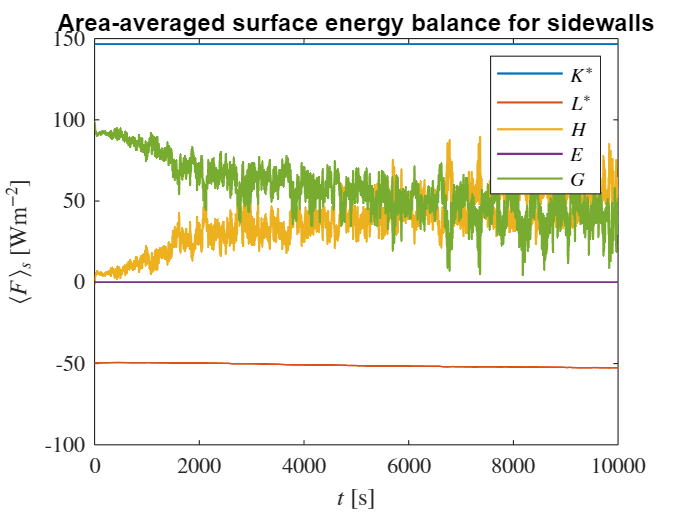 Area-averaged surface energy balance for sidewalls
150
100
50
0
-50
-100
⟨F⟩s [Wm−2]
K*
L*
H
E
G
0 2000 4000 6000 8000 10000
t [s]